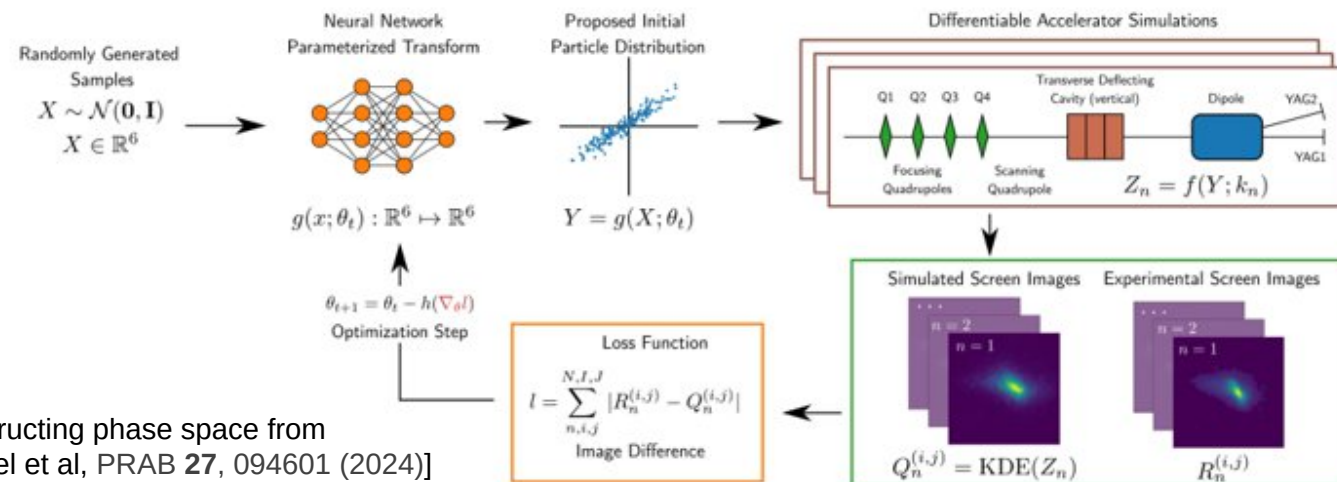 Randomly Generated
Samples
X ∼ 𝒩(0, I)
X ∈ ℝ⁶
Neural Network
Parameterized Transform
g(x; θₜ) : ℝ⁶ ↦ ℝ⁶
Proposed Initial
Particle Distribution
Y = g(X; θₜ)
Differentiable Accelerator Simulations
Q1 Q2 Q3 Q4
Transverse Deflecting
Cavity (vertical)
Dipole
YAG2
YAG1
Focusing
Quadrupoles
Scanning
Quadrupole
Zₙ = f(Y; kₙ)
Simulated Screen Images
. . .
n = 2
n = 1
Qₙ^(i,j) = KDE(Zₙ)
Experimental Screen Images
. . .
n = 2
n = 1
Rₙ^(i,j)
Loss Function
l = ∑_{n,i,j}^{N,I,J} |Rₙ^(i,j) − Qₙ^(i,j)|
Image Difference
θₜ₊₁ = θₜ − h(∇_θ l)
Optimization Step
ructing phase space from
el et al, PRAB 27, 094601 (2024)]